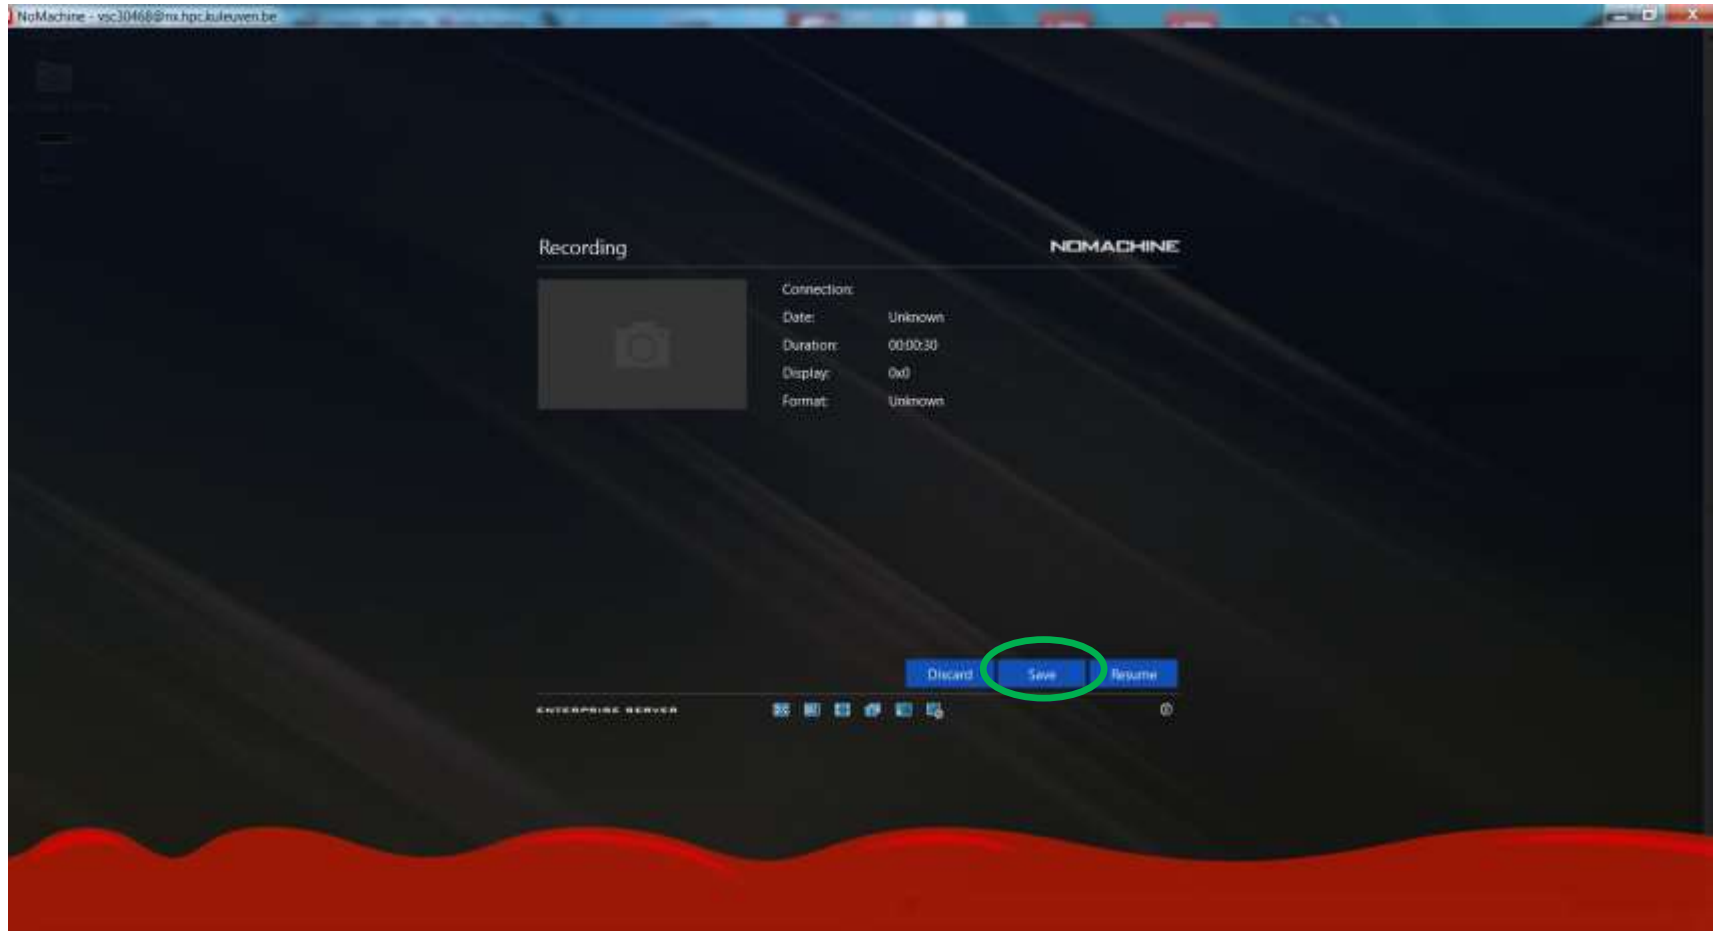 NoMachine - vsc30468@nx.hpc.kuleuven.be
Recording
NOMACHINE
Connection:
Date: Unknown
Duration: 00:00:30
Display: 0x0
Format: Unknown
Discard Save Resume
ENTERPRISE SERVER